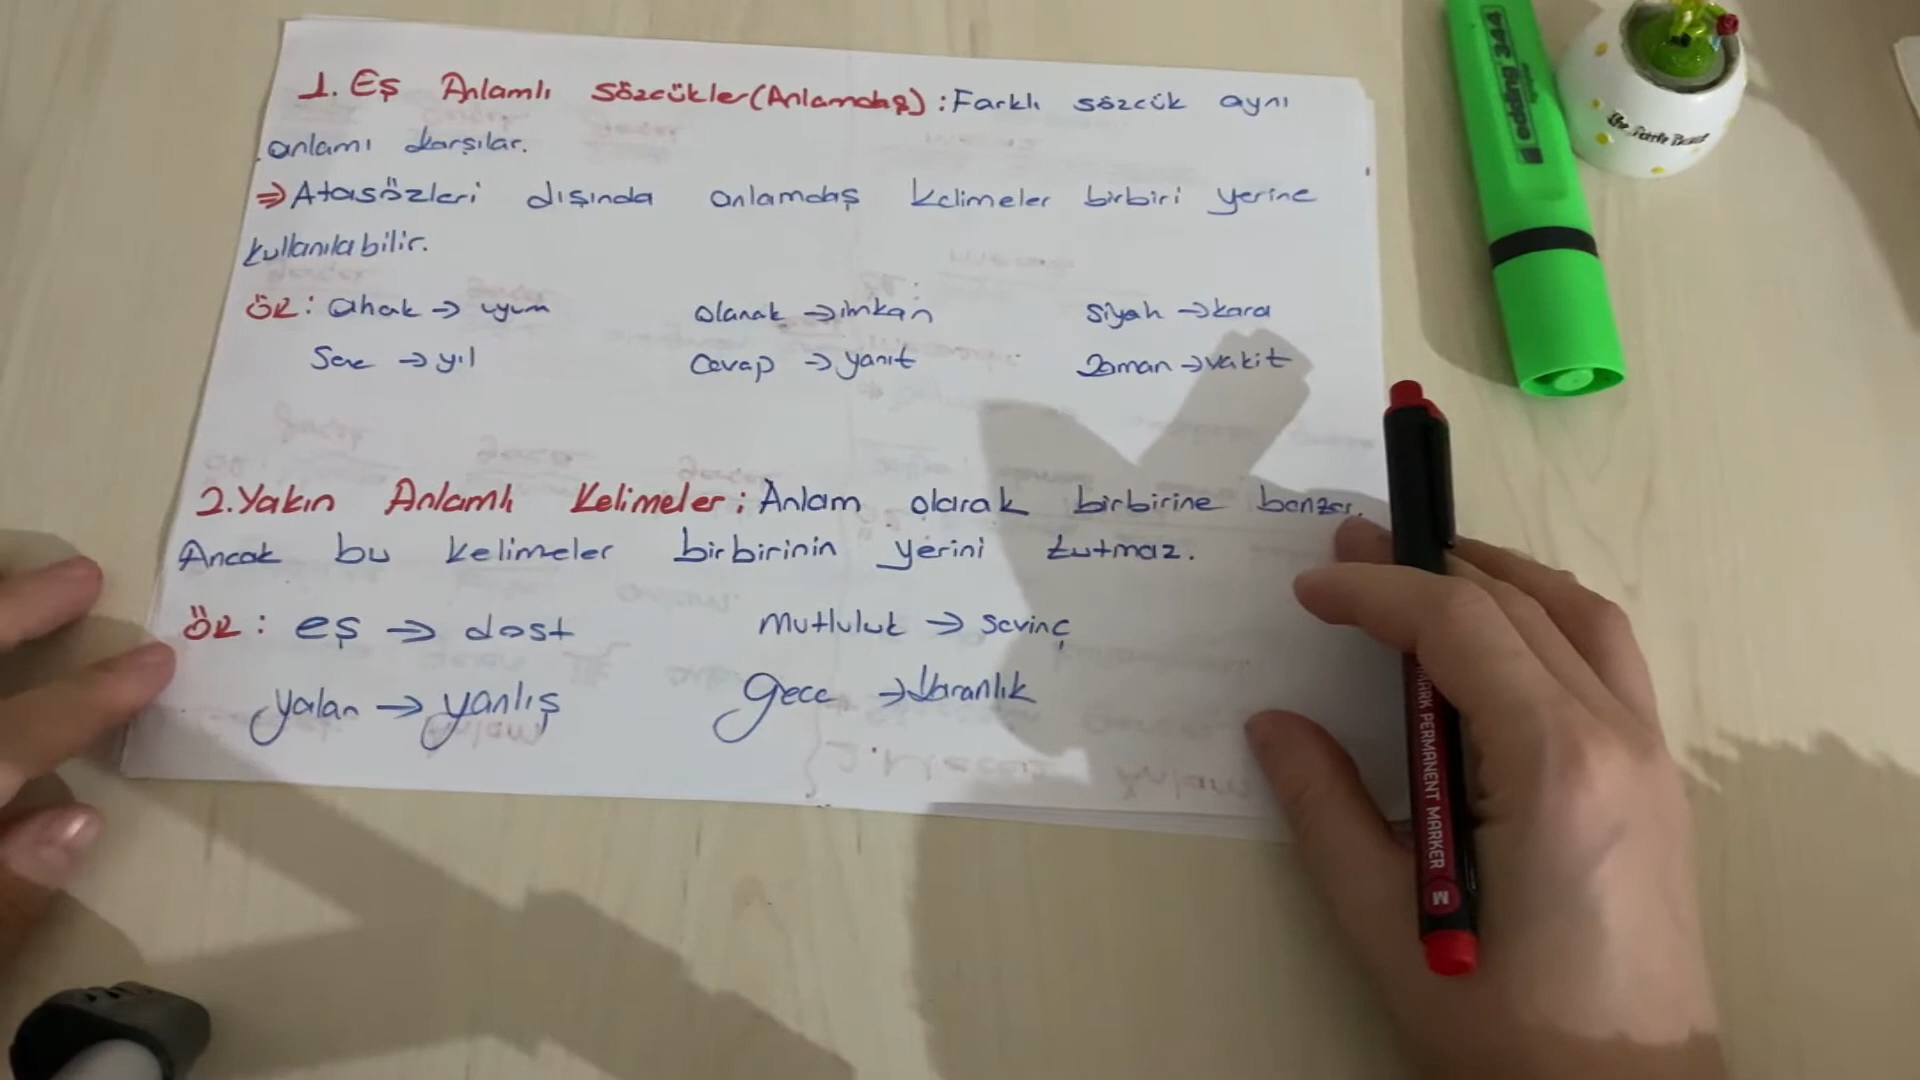 1. Eş Anlamlı Sözcükler (Anlamdaş) : Farklı sözcük aynı
anlamı karşılar.
⇒ Atasözleri dışında anlamdaş kelimeler birbiri yerine
kullanılabilir.
ÖR : ahak → uyum olanak → imkan Siyah → kara
Sene → yıl Cevap → yanıt Zaman → vakit
2. Yakın Anlamlı Kelimeler : Anlam olarak birbirine benzer.
Ancak bu kelimeler birbirinin yerini tutmaz.
ÖR : eş → dost mutluluk → sevinç
yalan → yanlış gece → karanlık
edding 344
MARK PERMANENT MARKER